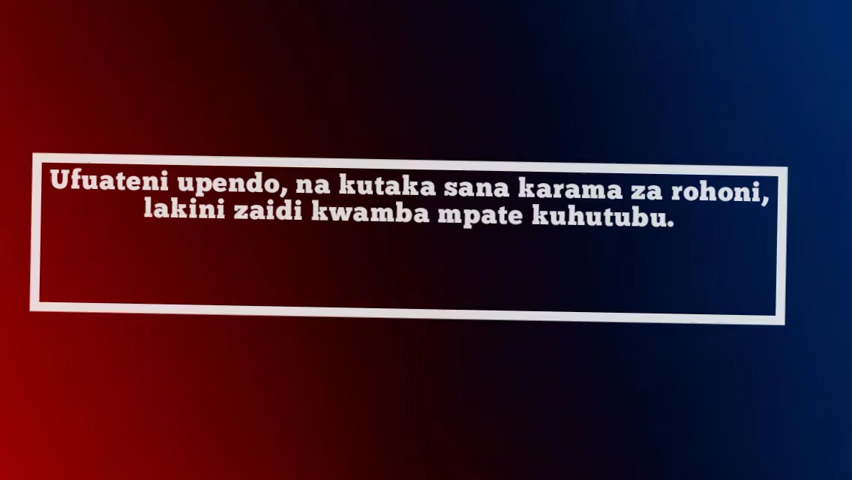 Ufuateni upendo, na kutaka sana karama za rohoni,
lakini zaidi kwamba mpate kuhutubu.